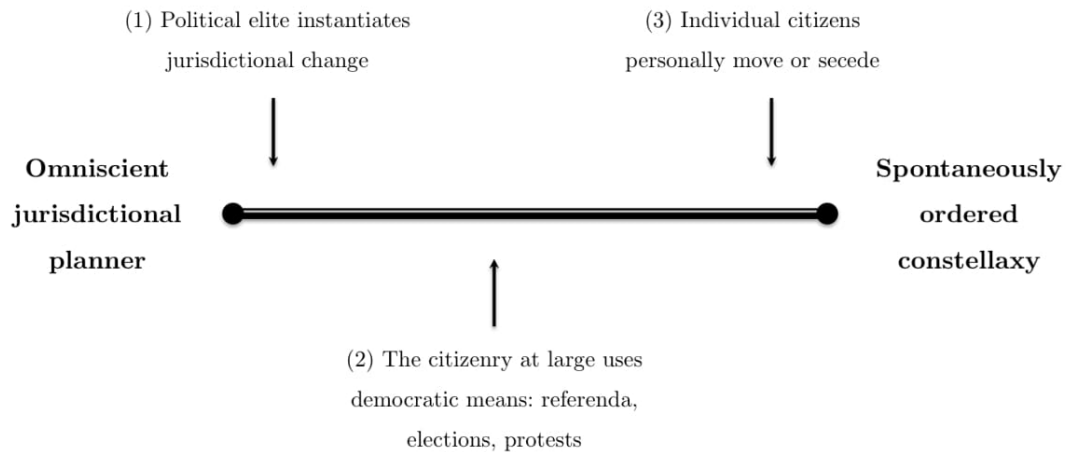 (1) Political elite instantiates
jurisdictional change
(3) Individual citizens
personally move or secede
Omniscient
jurisdictional
planner
Spontaneously
ordered
constellaxy
(2) The citizenry at large uses
democratic means: referenda,
elections, protests